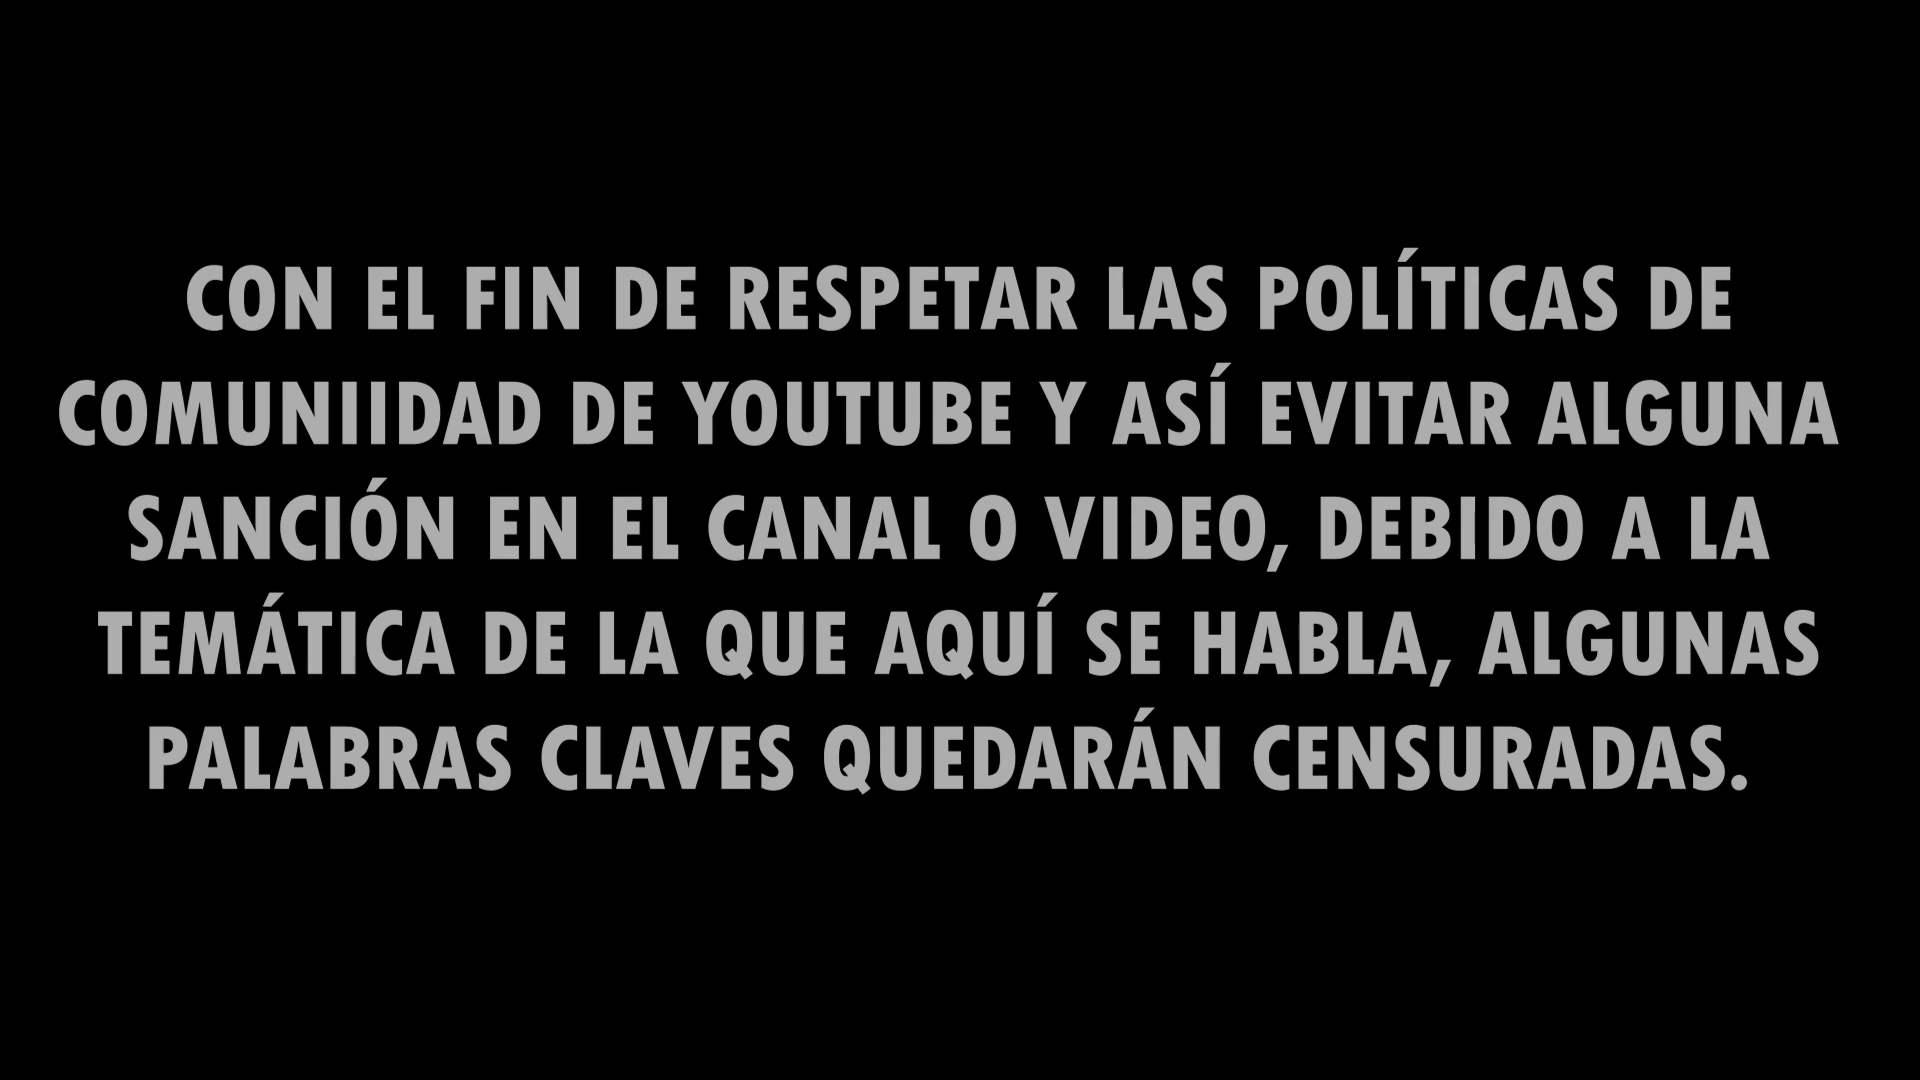 CON EL FIN DE RESPETAR LAS POLÍTICAS DE
COMUNIIDAD DE YOUTUBE Y ASÍ EVITAR ALGUNA
SANCIÓN EN EL CANAL O VIDEO, DEBIDO A LA
TEMÁTICA DE LA QUE AQUÍ SE HABLA, ALGUNAS
PALABRAS CLAVES QUEDARÁN CENSURADAS.